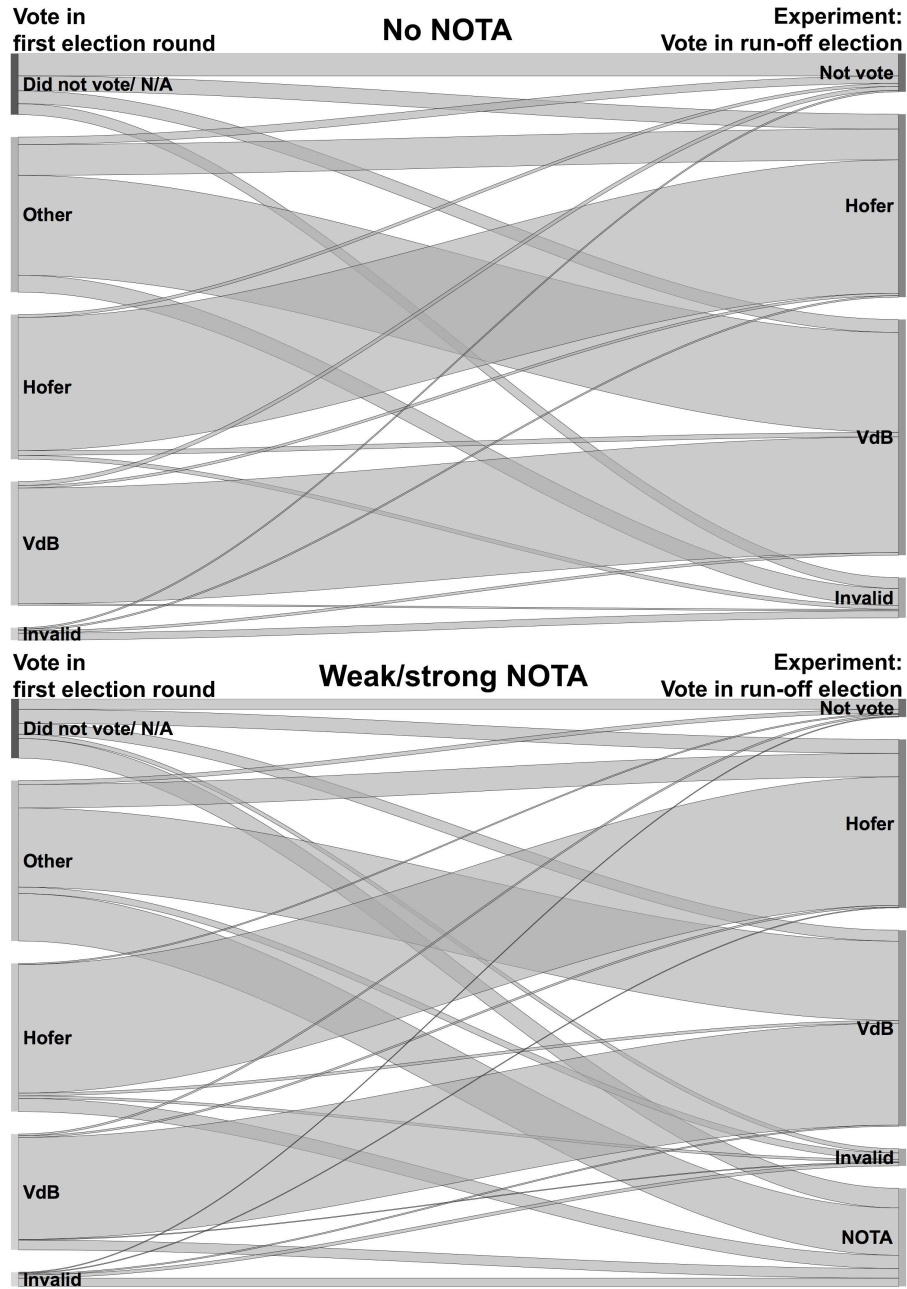 Vote in
first election round
No NOTA
Experiment:
Vote in run-off election
Did not vote/ N/A
Other
Hofer
VdB
Invalid
Not vote
Hofer
VdB
Invalid
Vote in
first election round
Weak/strong NOTA
Experiment:
Vote in run-off election
Did not vote/ N/A
Other
Hofer
VdB
Invalid
Not vote
Hofer
VdB
Invalid
NOTA